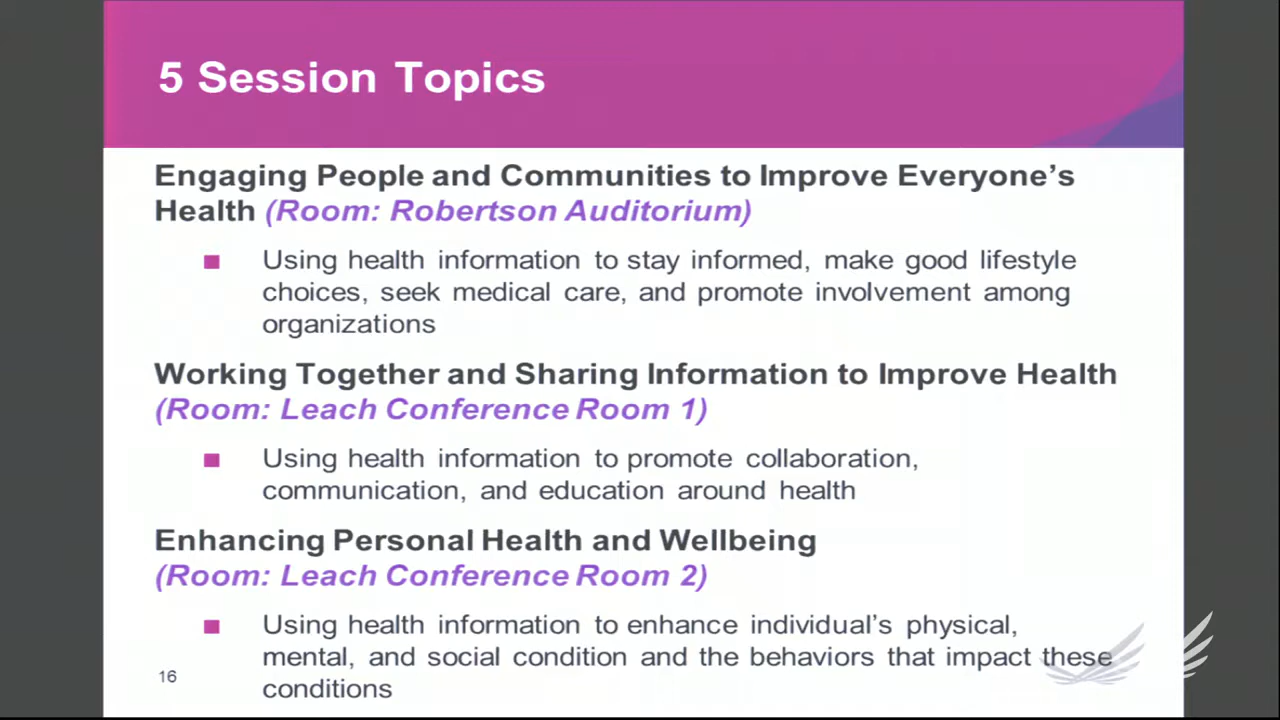 5 Session Topics
Engaging People and Communities to Improve Everyone's
Health (Room: Robertson Auditorium)
Using health information to stay informed, make good lifestyle
choices, seek medical care, and promote involvement among
organizations
Working Together and Sharing Information to Improve Health
(Room: Leach Conference Room 1)
Using health information to promote collaboration,
communication, and education around health
Enhancing Personal Health and Wellbeing
(Room: Leach Conference Room 2)
Using health information to enhance individual's physical,
mental, and social condition and the behaviors that impact these
conditions
16